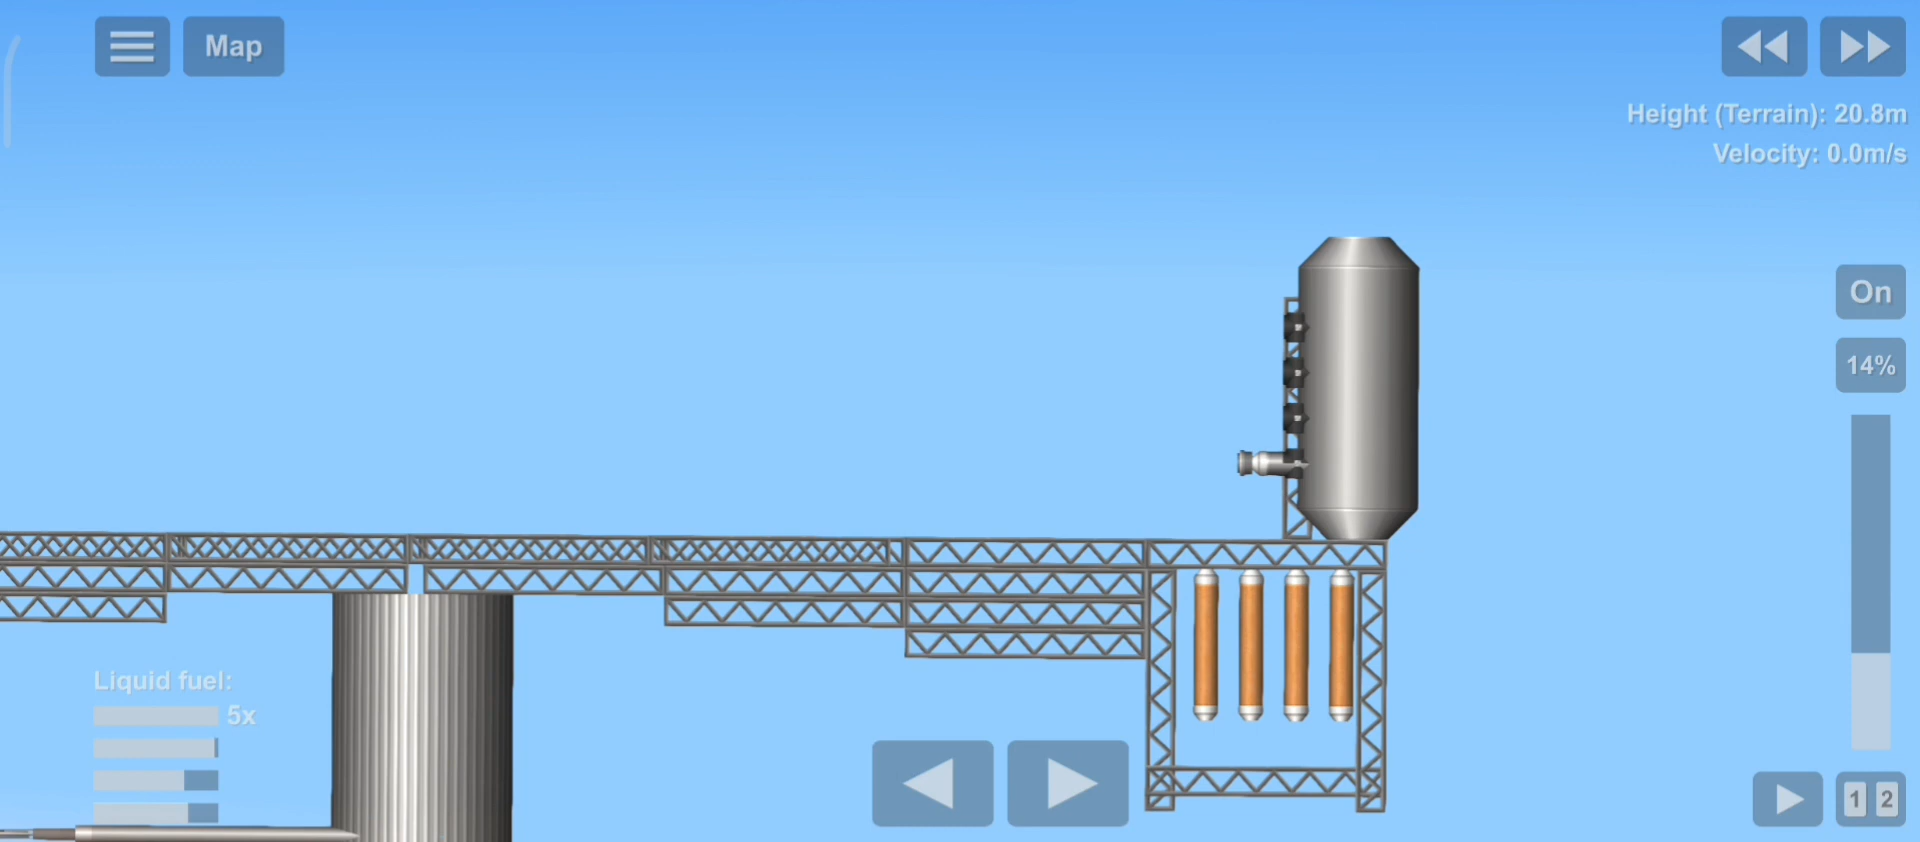 Map
Height (Terrain): 20.8m
Velocity: 0.0m/s
On
14%
Liquid fuel:
5x
1 2